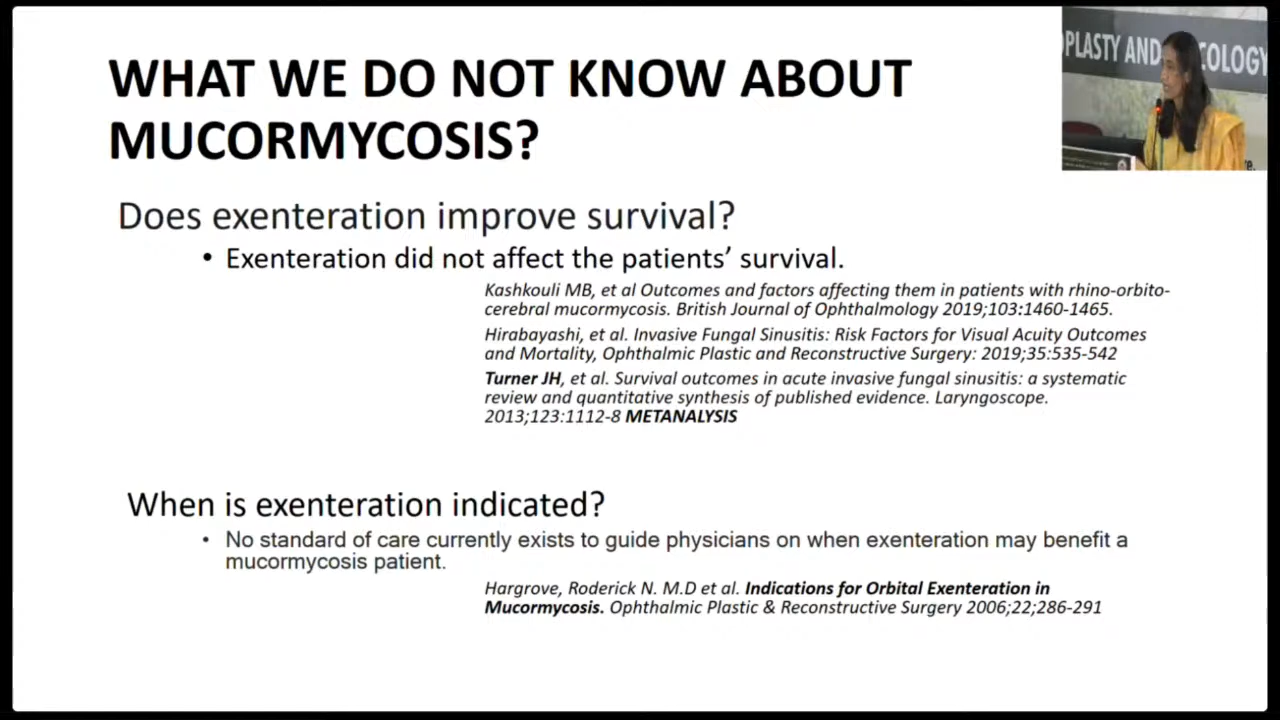 WHAT WE DO NOT KNOW ABOUT
MUCORMYCOSIS?
PLASTY AND
COLOGY
Does exenteration improve survival?
• Exenteration did not affect the patients’ survival.
Kashkouli MB, et al Outcomes and factors affecting them in patients with rhino-orbito-
cerebral mucormycosis. British Journal of Ophthalmology 2019;103:1460-1465.
Hirabayashi, et al. Invasive Fungal Sinusitis: Risk Factors for Visual Acuity Outcomes
and Mortality, Ophthalmic Plastic and Reconstructive Surgery: 2019;35:535-542
Turner JH, et al. Survival outcomes in acute invasive fungal sinusitis: a systematic
review and quantitative synthesis of published evidence. Laryngoscope.
2013;123:1112-8 METANALYSIS
When is exenteration indicated?
• No standard of care currently exists to guide physicians on when exenteration may benefit a
mucormycosis patient.
Hargrove, Roderick N. M.D et al. Indications for Orbital Exenteration in
Mucormycosis. Ophthalmic Plastic & Reconstructive Surgery 2006;22;286-291